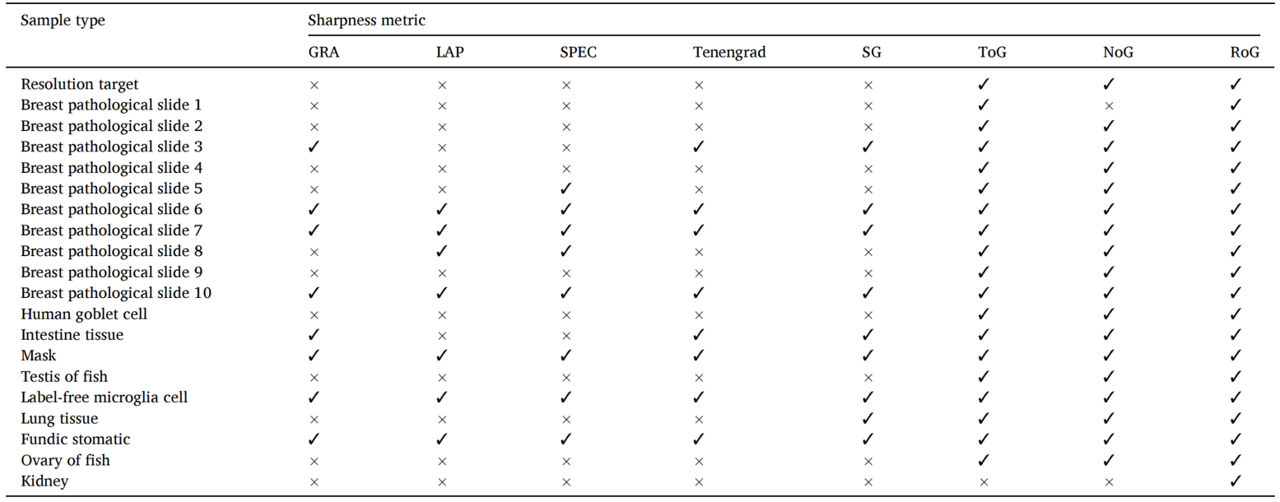 Sample type Sharpness metric
GRA LAP SPEC Tenengrad SG ToG NoG RoG
Resolution target × × × × × ✓ ✓ ✓
Breast pathological slide 1 × × × × × ✓ × ✓
Breast pathological slide 2 × × × × × ✓ ✓ ✓
Breast pathological slide 3 ✓ × × ✓ ✓ ✓ ✓ ✓
Breast pathological slide 4 × × × × × ✓ ✓ ✓
Breast pathological slide 5 × × ✓ × × ✓ ✓ ✓
Breast pathological slide 6 ✓ ✓ ✓ ✓ ✓ ✓ ✓ ✓
Breast pathological slide 7 ✓ ✓ ✓ ✓ ✓ ✓ ✓ ✓
Breast pathological slide 8 × ✓ ✓ × × ✓ ✓ ✓
Breast pathological slide 9 × × × × × ✓ ✓ ✓
Breast pathological slide 10 ✓ ✓ ✓ ✓ ✓ ✓ ✓ ✓
Human goblet cell × × × × × ✓ ✓ ✓
Intestine tissue ✓ × × ✓ ✓ ✓ ✓ ✓
Mask ✓ ✓ ✓ ✓ ✓ ✓ ✓ ✓
Testis of fish × × × × × ✓ ✓ ✓
Label-free microglia cell ✓ ✓ ✓ ✓ ✓ ✓ ✓ ✓
Lung tissue × × × × ✓ ✓ ✓ ✓
Fundic stomatic ✓ ✓ ✓ ✓ ✓ ✓ ✓ ✓
Ovary of fish × × × × × ✓ ✓ ✓
Kidney × × × × × × × ✓